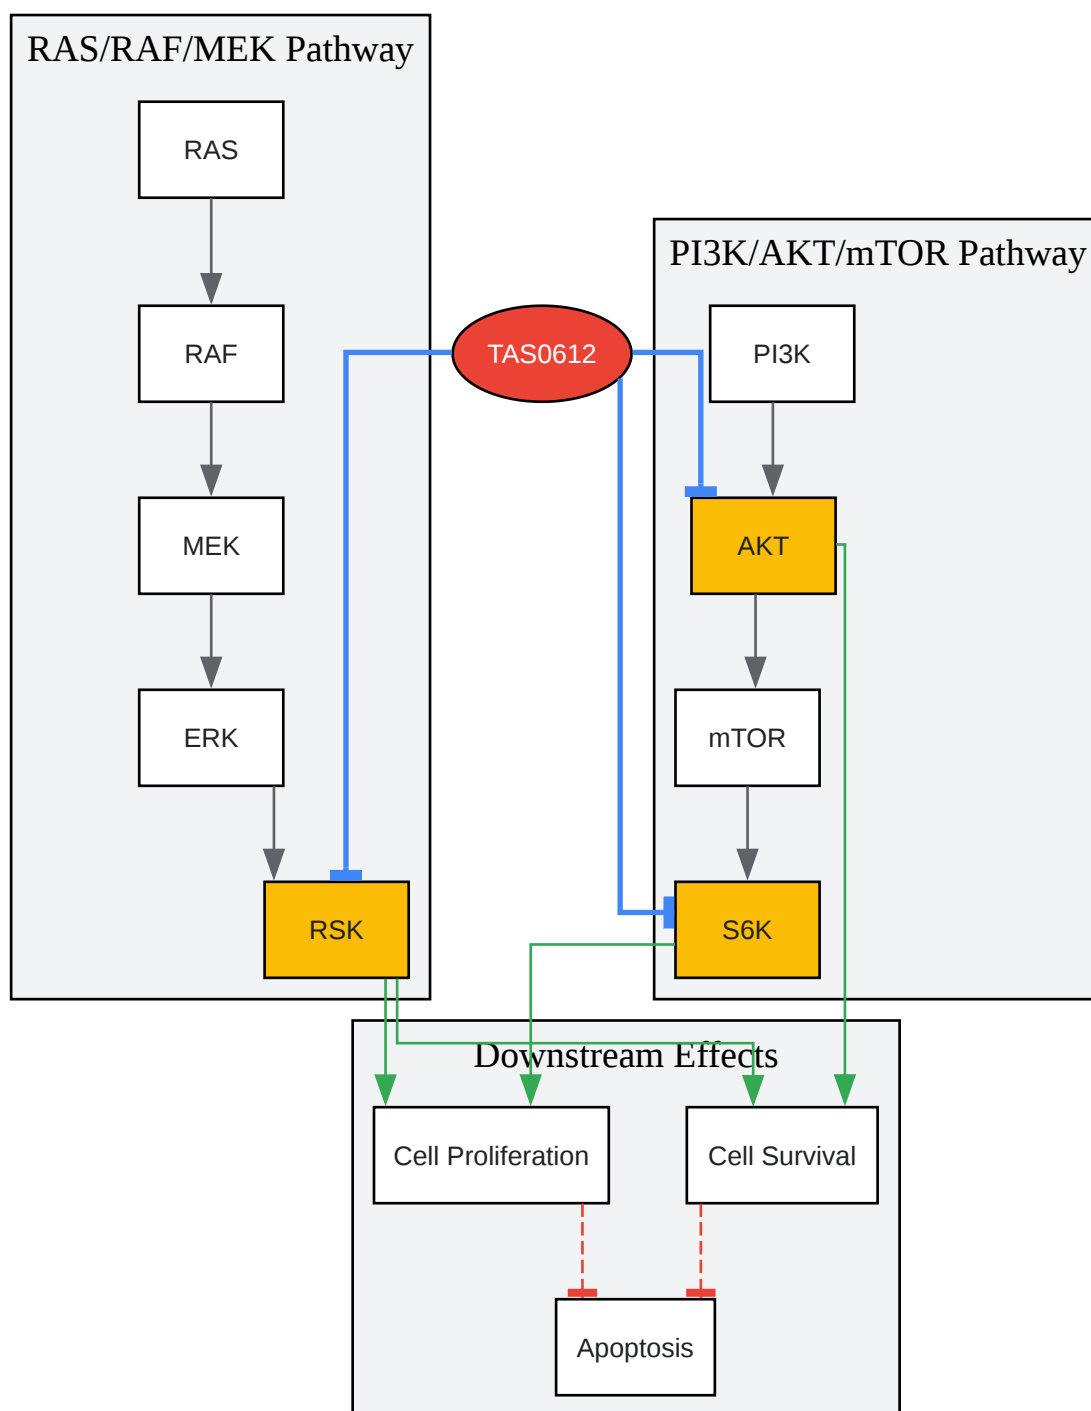 RAS/RAF/MEK Pathway
RAS
RAF
MEK
ERK
RSK
TAS0612
PI3K/AKT/mTOR Pathway
PI3K
AKT
mTOR
S6K
Downstream Effects
Cell Proliferation
Cell Survival
Apoptosis